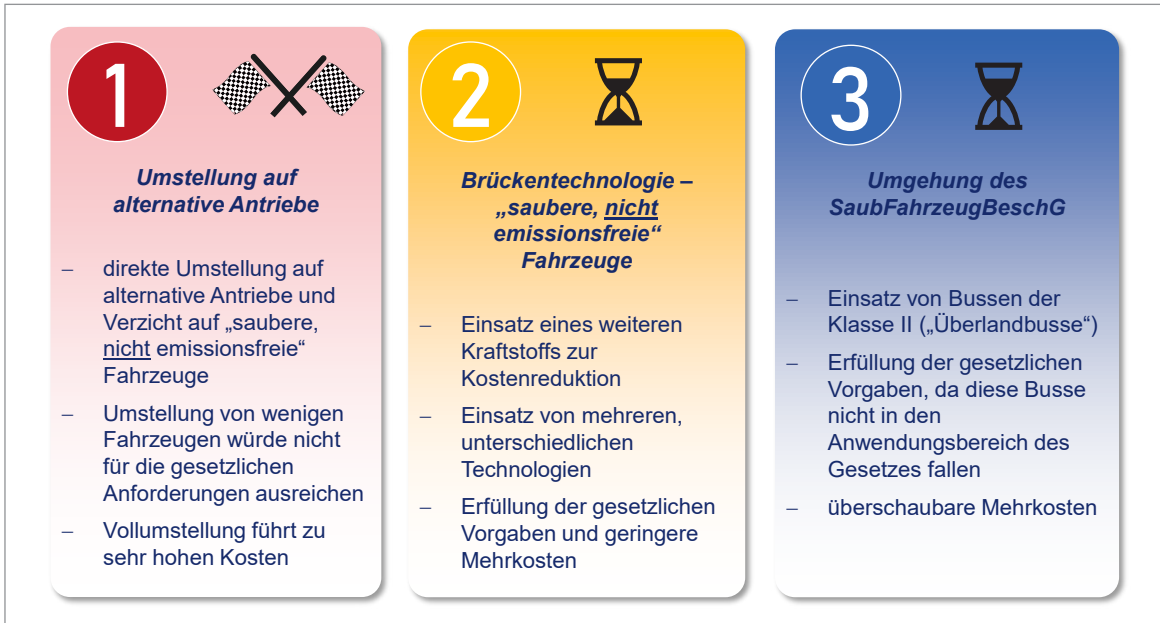 1
Umstellung auf
alternative Antriebe
– direkte Umstellung auf
alternative Antriebe und
Verzicht auf „saubere,
nicht emissionsfreie“
Fahrzeuge
– Umstellung von wenigen
Fahrzeugen würde nicht
für die gesetzlichen
Anforderungen ausreichen
– Vollumstellung führt zu
sehr hohen Kosten
2
Brückentechnologie –
„saubere, nicht
emissionsfreie“
Fahrzeuge
– Einsatz eines weiteren
Kraftstoffs zur
Kostenreduktion
– Einsatz von mehreren,
unterschiedlichen
Technologien
– Erfüllung der gesetzlichen
Vorgaben und geringere
Mehrkosten
3
Umgehung des
SaubFahrzeugBeschG
– Einsatz von Bussen der
Klasse II („Überlandbusse“)
– Erfüllung der gesetzlichen
Vorgaben, da diese Busse
nicht in den
Anwendungsbereich des
Gesetzes fallen
– überschaubare Mehrkosten